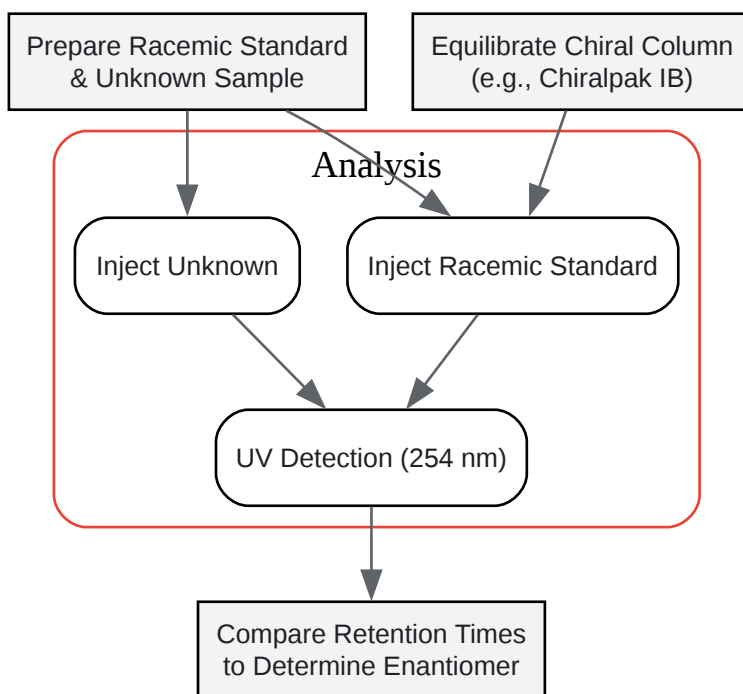 Prepare Racemic Standard
& Unknown Sample
Equilibrate Chiral Column
(e.g., Chiralpak IB)
Analysis
Inject Unknown
Inject Racemic Standard
UV Detection (254 nm)
Compare Retention Times
to Determine Enantiomer